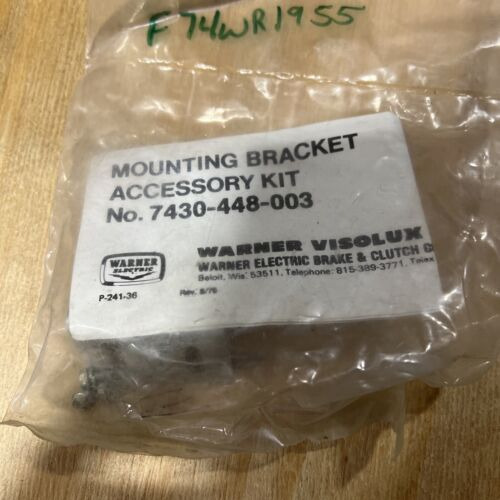 F74WR1955
MOUNTING BRACKET
ACCESSORY KIT
No. 7430-448-003
WARNER ELECTRIC
WARNER VISOLUX
WARNER ELECTRIC BRAKE & CLUTCH
Beloit, Wis. 53511, Telephone: 815-389-3771, Telex
P-241-36
Rev. 8/76